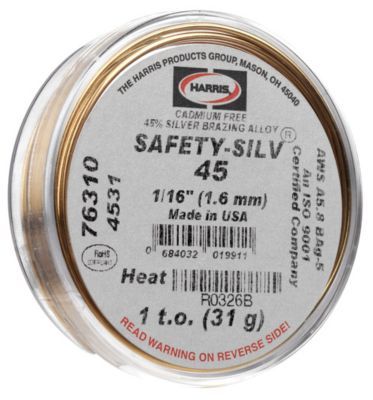 THE HARRIS PRODUCTS GROUP, MASON, OH 45040
HARRIS
CADMIUM FREE
45% SILVER BRAZING ALLOY
SAFETY-SILV®
45
1/16" (1.6 mm)
Made in USA
76310
4531
AWS A5.8 BAg-5
An ISO 9001
Certified Company
RoHS
COMPLIANT
0 684032 019911
Heat
R0326B
1 t.o. (31 g)
READ WARNING ON REVERSE SIDE!